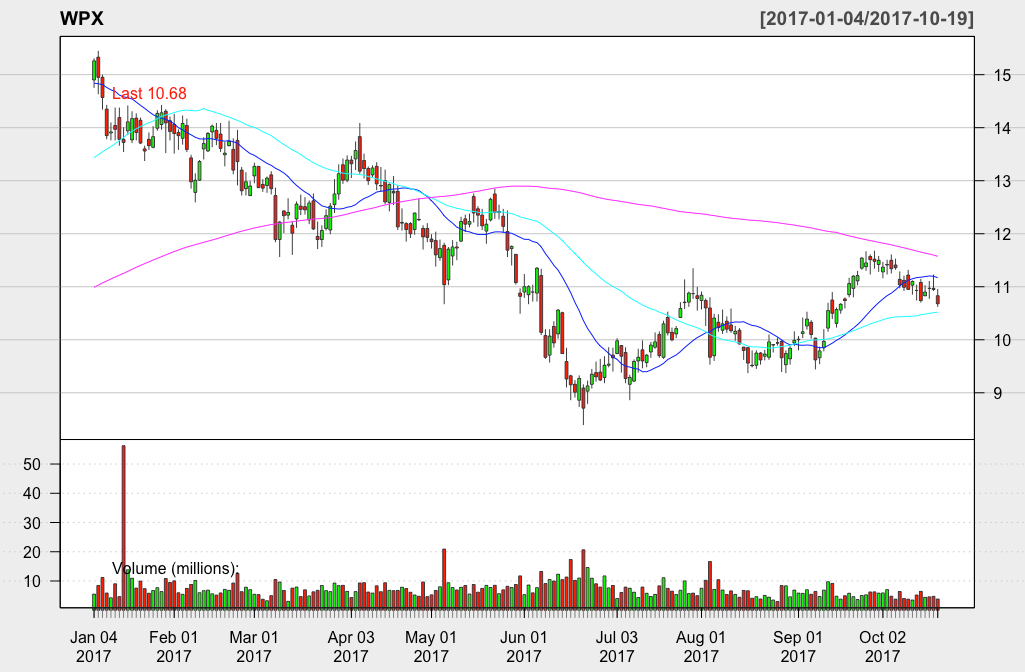 WPX [2017-01-04/2017-10-19]
Last 10.68
15
14
13
12
11
10
9
50
40
30
20
10
Volume (millions):
Jan 04 Feb 01 Mar 01 Apr 03 May 01 Jun 01 Jul 03 Aug 01 Sep 01 Oct 02
2017 2017 2017 2017 2017 2017 2017 2017 2017 2017